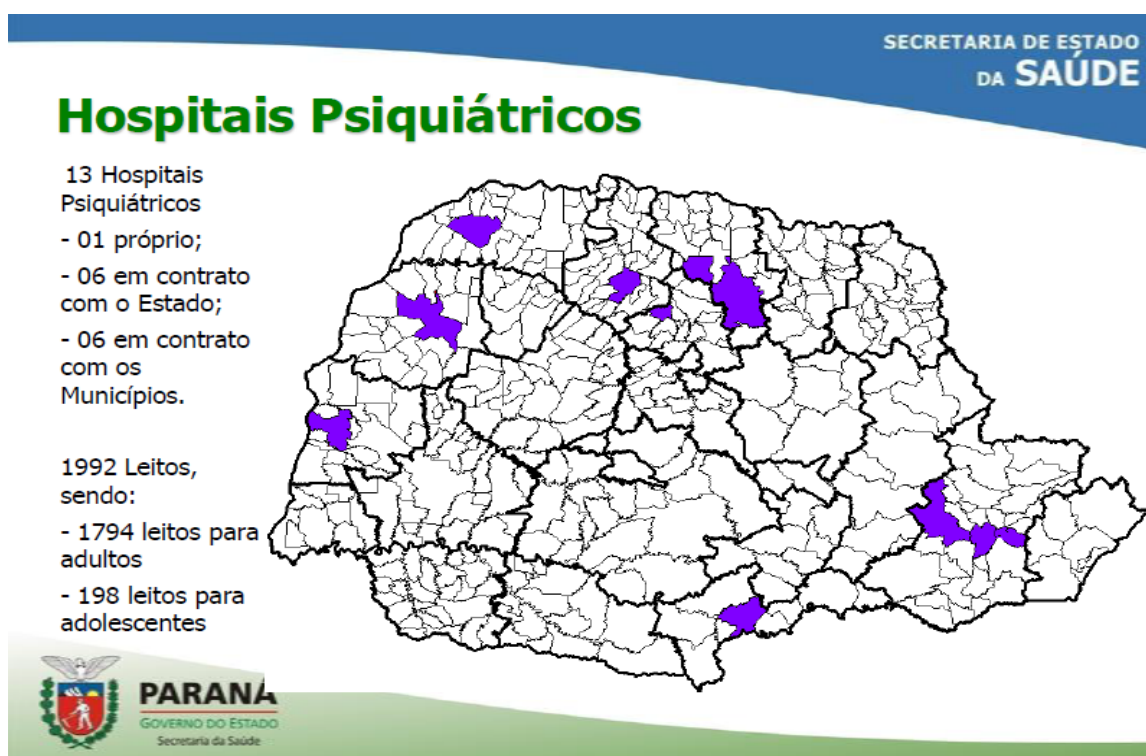 SECRETARIA DE ESTADO
DA SAÚDE
Hospitais Psiquiátricos
13 Hospitais
Psiquiátricos
- 01 próprio;
- 06 em contrato
com o Estado;
- 06 em contrato
com os
Municípios.
1992 Leitos,
sendo:
- 1794 leitos para
adultos
- 198 leitos para
adolescentes
PARANÁ
GOVERNO DO ESTADO
Secretaria da Saúde